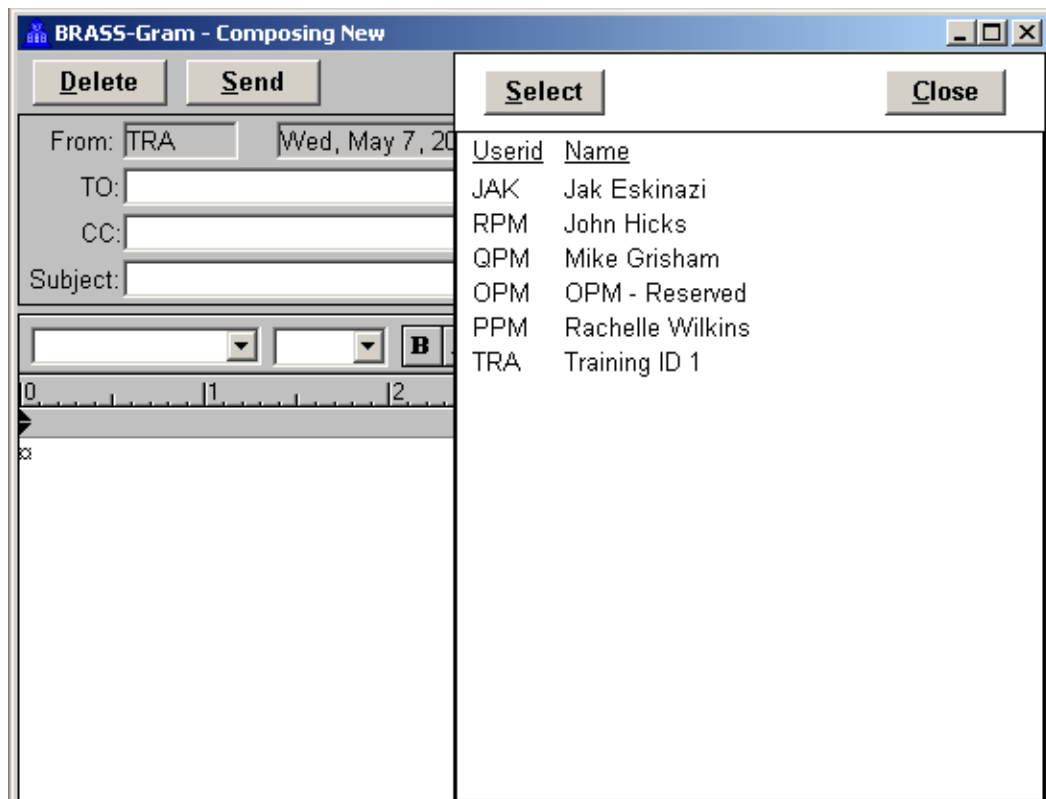 BRASS-Gram - Composing New
Delete Send
Select Close
From: TRA Wed, May 7, 20
TO:
CC:
Subject:
B
0 1 2
Userid Name
JAK Jak Eskinazi
RPM John Hicks
QPM Mike Grisham
OPM OPM - Reserved
PPM Rachelle Wilkins
TRA Training ID 1